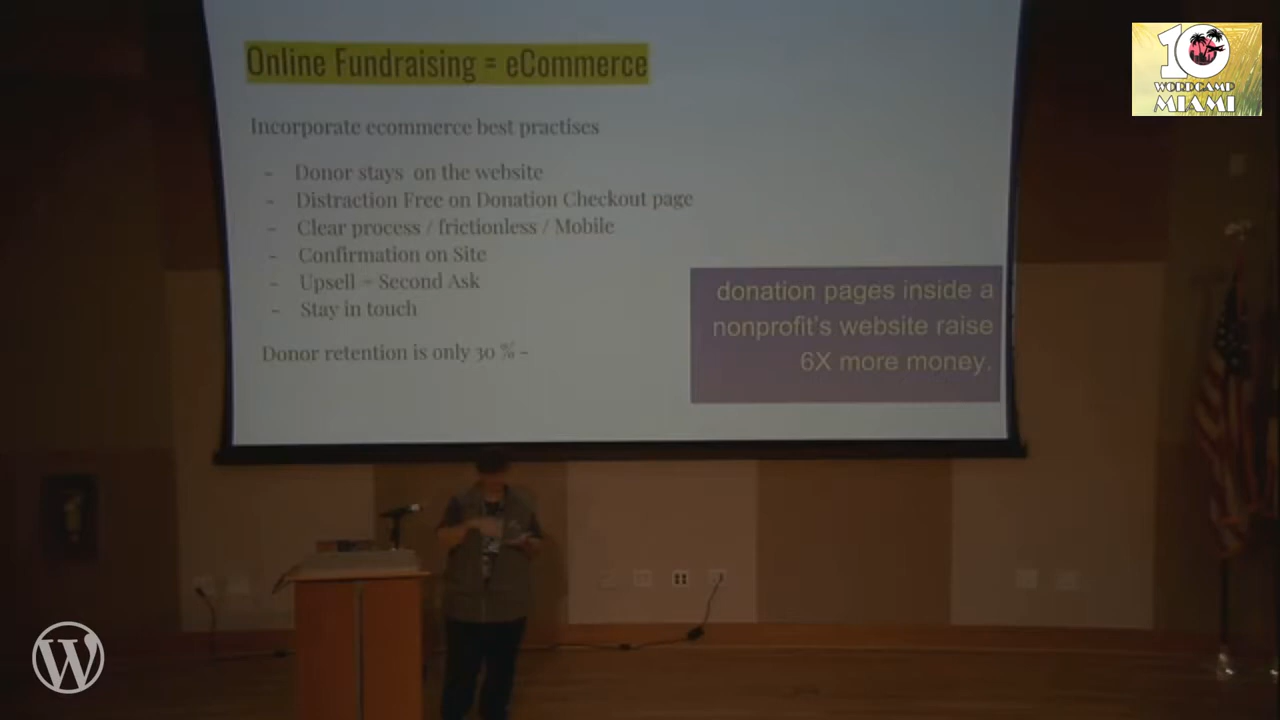 Online Fundraising = eCommerce
Incorporate ecommerce best practises
- Donor stays on the website
- Distraction Free on Donation Checkout page
- Clear process / frictionless / Mobile
- Confirmation on Site
- Upsell = Second Ask
- Stay in touch
Donor retention is only 30 % -
donation pages inside a
nonprofit's website raise
6X more money.
10
WORDCAMP
MIAMI
W